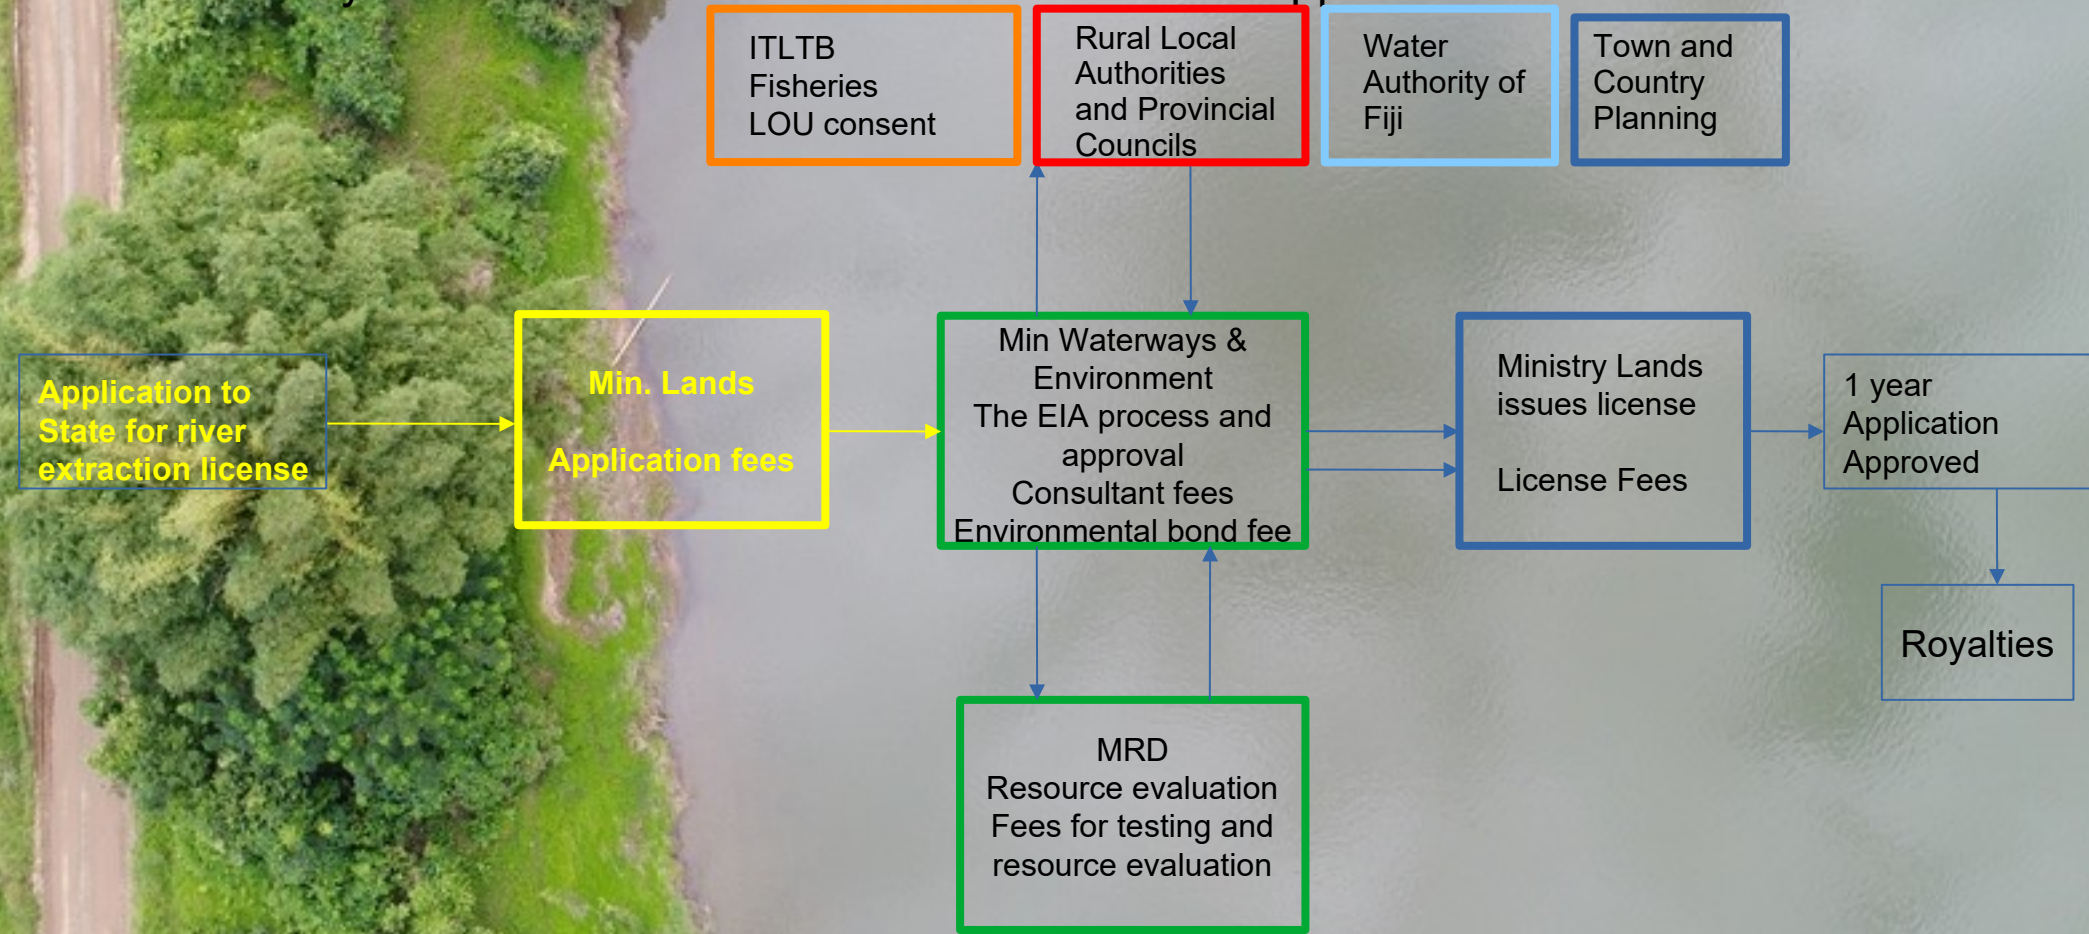 ITLTB
Fisheries
LOU consent
Rural Local
Authorities
and Provincial
Councils
Water
Authority of
Fiji
Town and
Country
Planning
Application to
State for river
extraction license
Min. Lands
Application fees
Min Waterways &
Environment
The EIA process and
approval
Consultant fees
Environmental bond fee
Ministry Lands
issues license
License Fees
1 year
Application
Approved
Royalties
MRD
Resource evaluation
Fees for testing and
resource evaluation